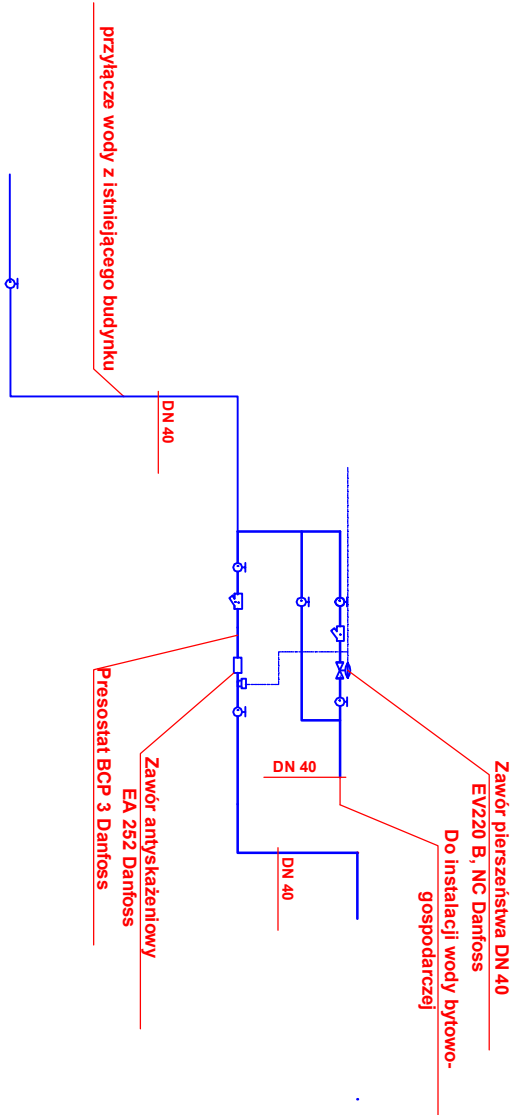 przyłącze wody z istniejącego budynku
DN 40
Zawór pierszeństwa DN 40
EV220 B, NC Danfoss
Do instalacji wody bytowo-
gospodarczej
DN 40
DN 40
Zawór antyskażeniowy
EA 252 Danfoss
Presostat BCP 3 Danfoss